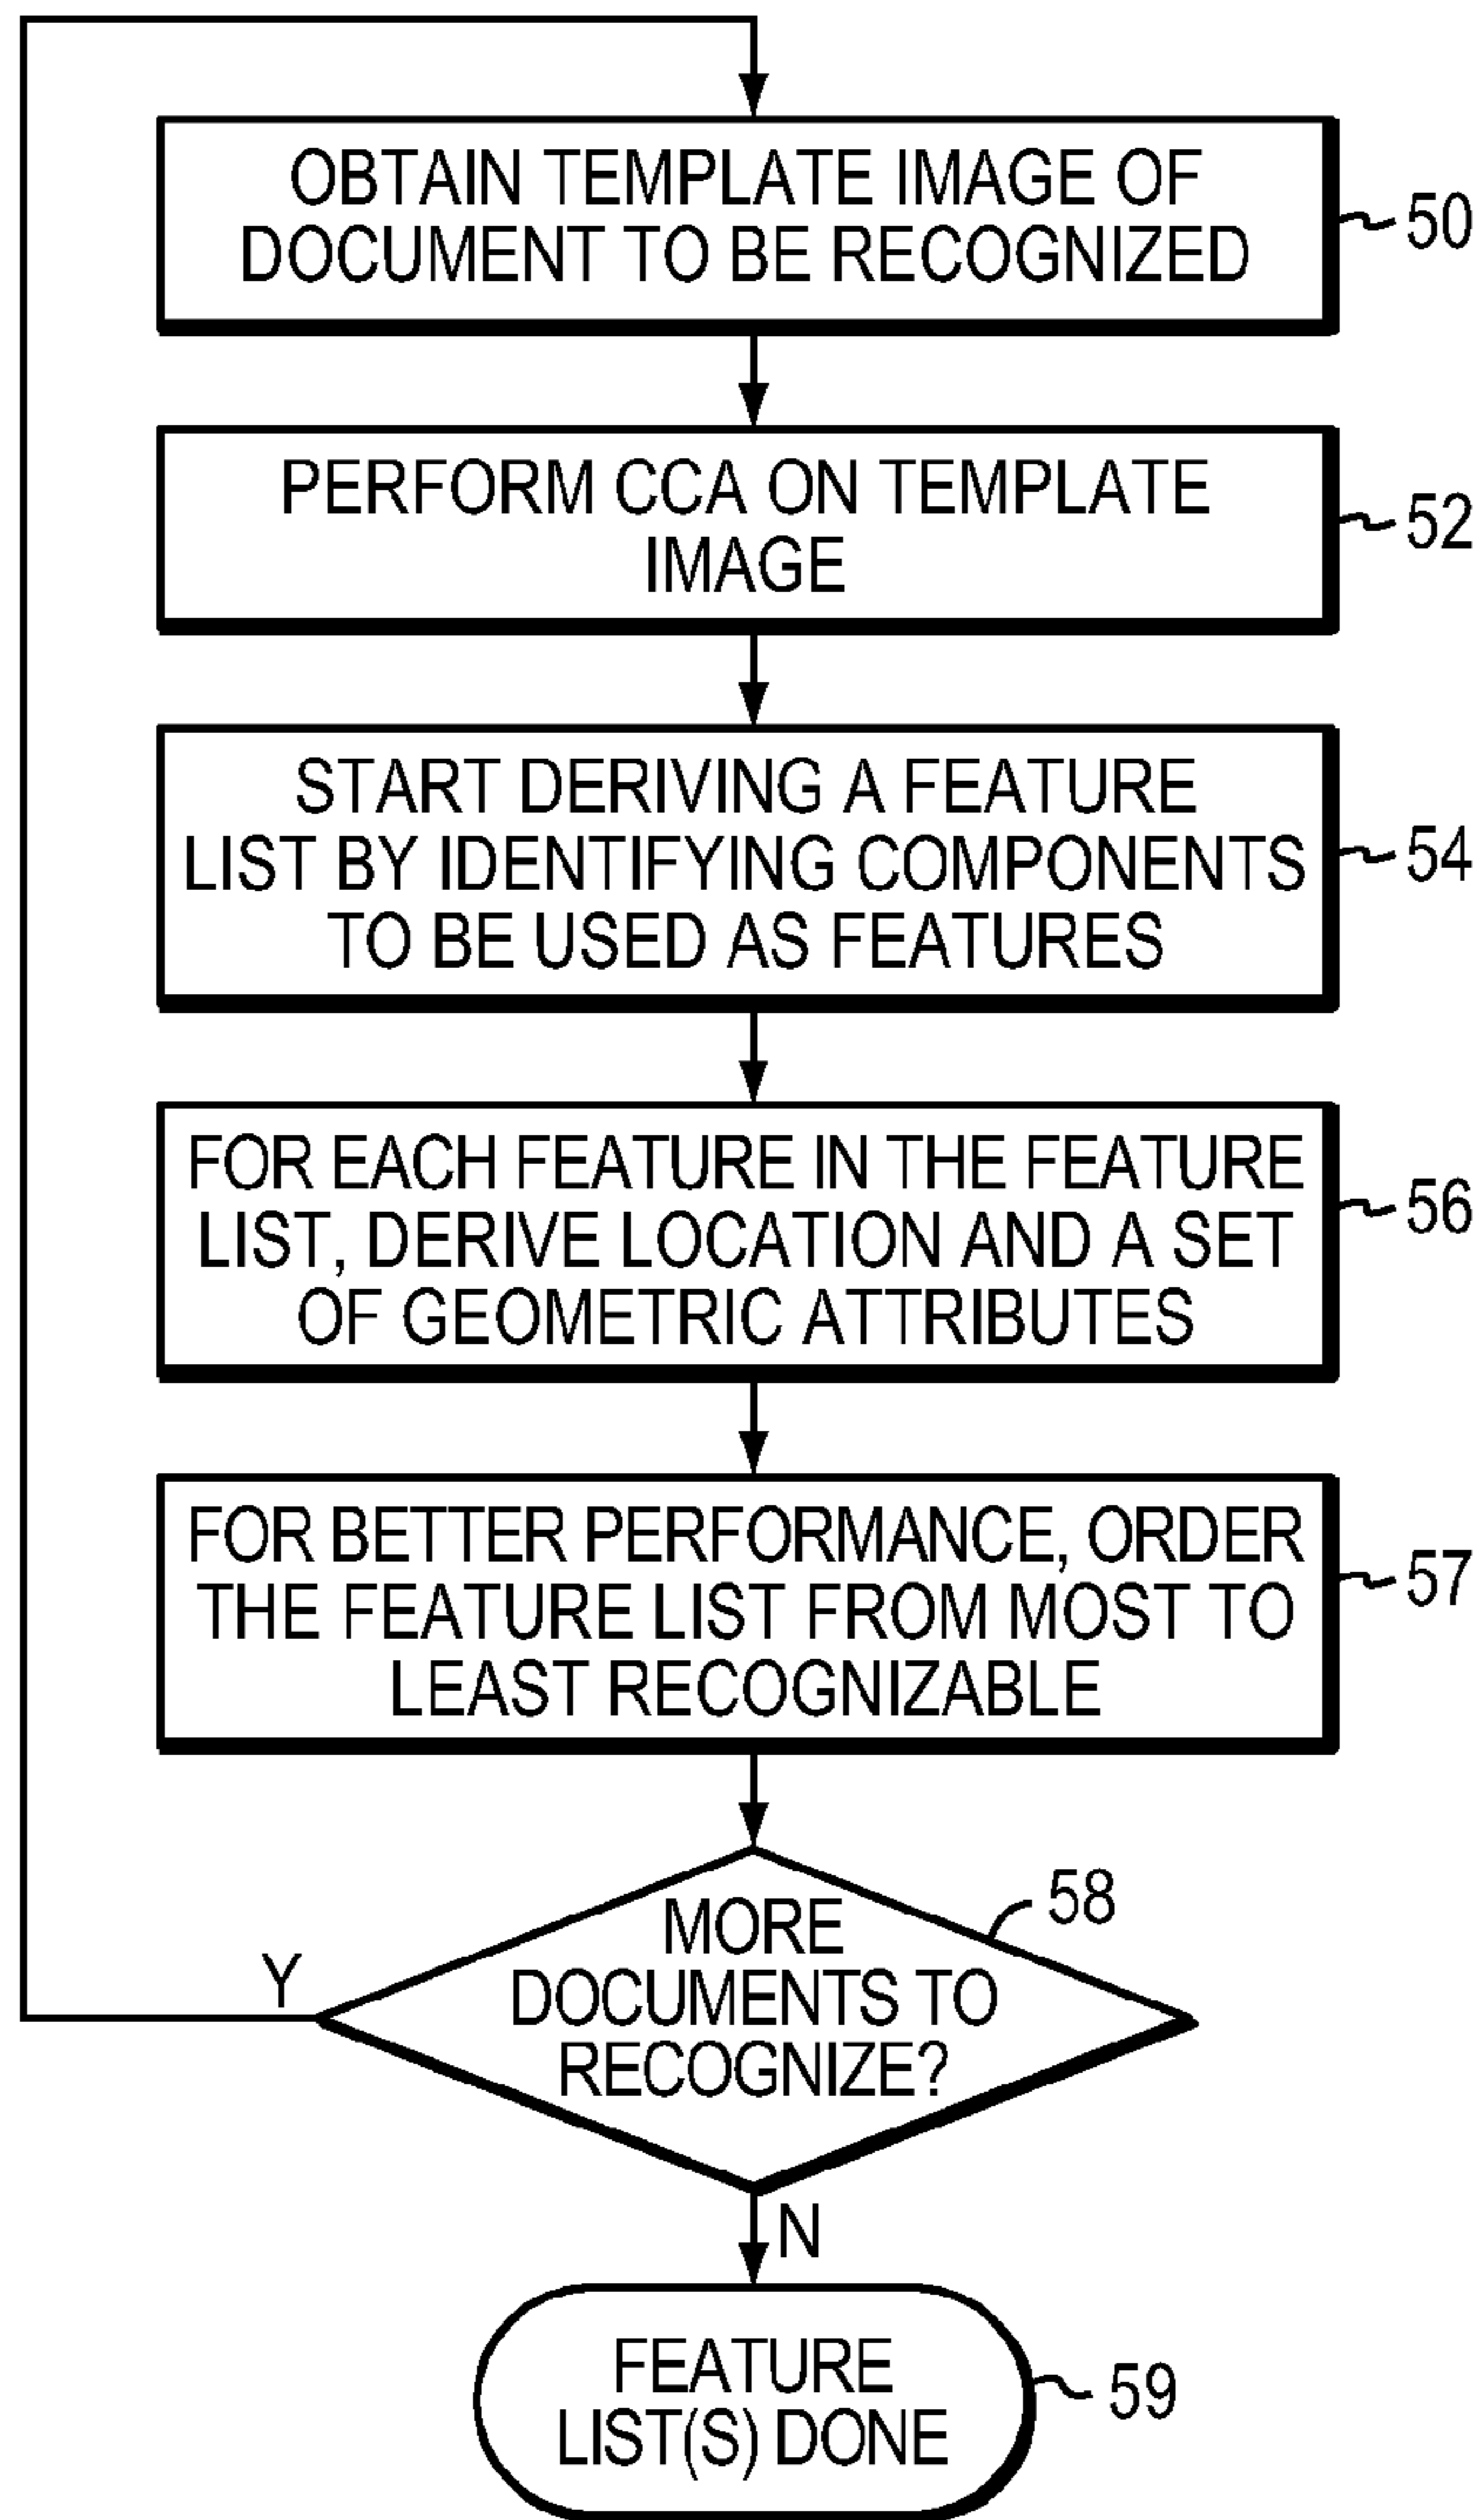 OBTAIN TEMPLATE IMAGE OF
DOCUMENT TO BE RECOGNIZED
50
PERFORM CCA ON TEMPLATE
IMAGE
52
START DERIVING A FEATURE
LIST BY IDENTIFYING COMPONENTS
TO BE USED AS FEATURES
54
FOR EACH FEATURE IN THE FEATURE
LIST, DERIVE LOCATION AND A SET
OF GEOMETRIC ATTRIBUTES
56
FOR BETTER PERFORMANCE, ORDER
THE FEATURE LIST FROM MOST TO
LEAST RECOGNIZABLE
57
MORE
DOCUMENTS TO
RECOGNIZE?
58
Y
N
FEATURE
LIST(S) DONE
59